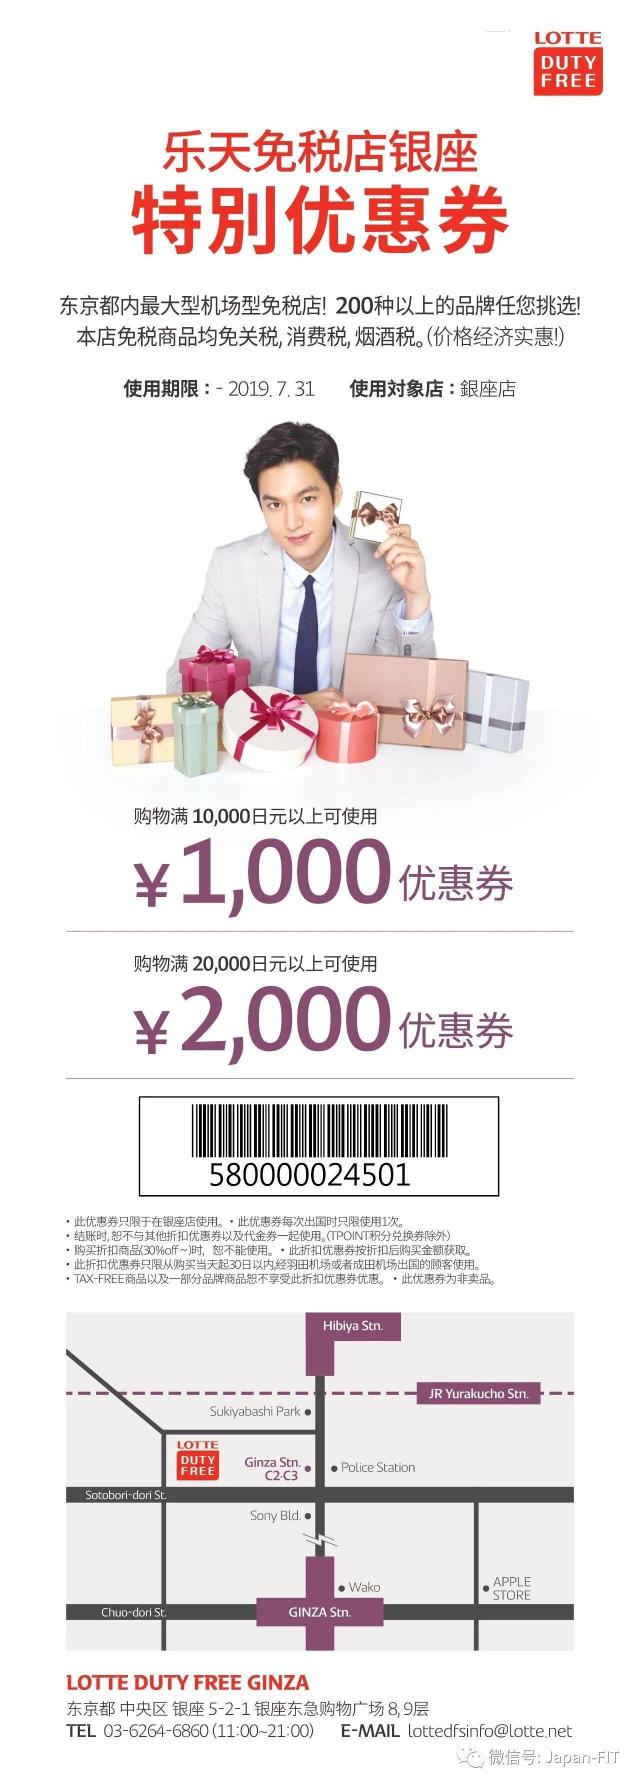 LOTTE
DUTY
FREE
乐天免税店银座
特别优惠券
东京都内最大型机场型免税店! 200种以上的品牌任您挑选!
本店免税商品均免关税, 消费税, 烟酒税。(价格经济实惠!)
使用期限：- 2019. 7. 31 使用対象店：銀座店
购物满 10,000日元以上可使用
¥1,000优惠券
购物满 20,000日元以上可使用
¥2,000优惠券
580000024501
• 此优惠券只限于在银座店使用。 • 此优惠券每次出国时只限使用1次。
• 结账时, 恕不与其他折扣优惠券以及代金券一起使用。(TPOINT积分兑换券除外)
• 购买折扣商品(30%off～)时, 恕不能使用。 • 此折扣优惠券按折扣后购买金额获取。
• 此折扣优惠券只限从购买当天起30日以内,经羽田机场或者成田机场出国的顾客使用。
• TAX-FREE商品以及一部分品牌商品恕不享受此折扣优惠券优惠。 • 此优惠券为非卖品。
Hibiya Stn.
JR Yurakucho Stn.
Sukiyabashi Park
LOTTE
DUTY
FREE
Ginza Stn.
C2·C3
Police Station
Sotobori-dori St.
Sony Bld.
Wako
APPLE
STORE
Chuo-dori St.
GINZA Stn.
LOTTE DUTY FREE GINZA
东京都 中央区 银座 5-2-1 银座东急购物广场 8, 9层
TEL 03-6264-6860 (11:00~21:00) E-MAIL lottedfsinfo@lotte.net
微信号: Japan-FIT